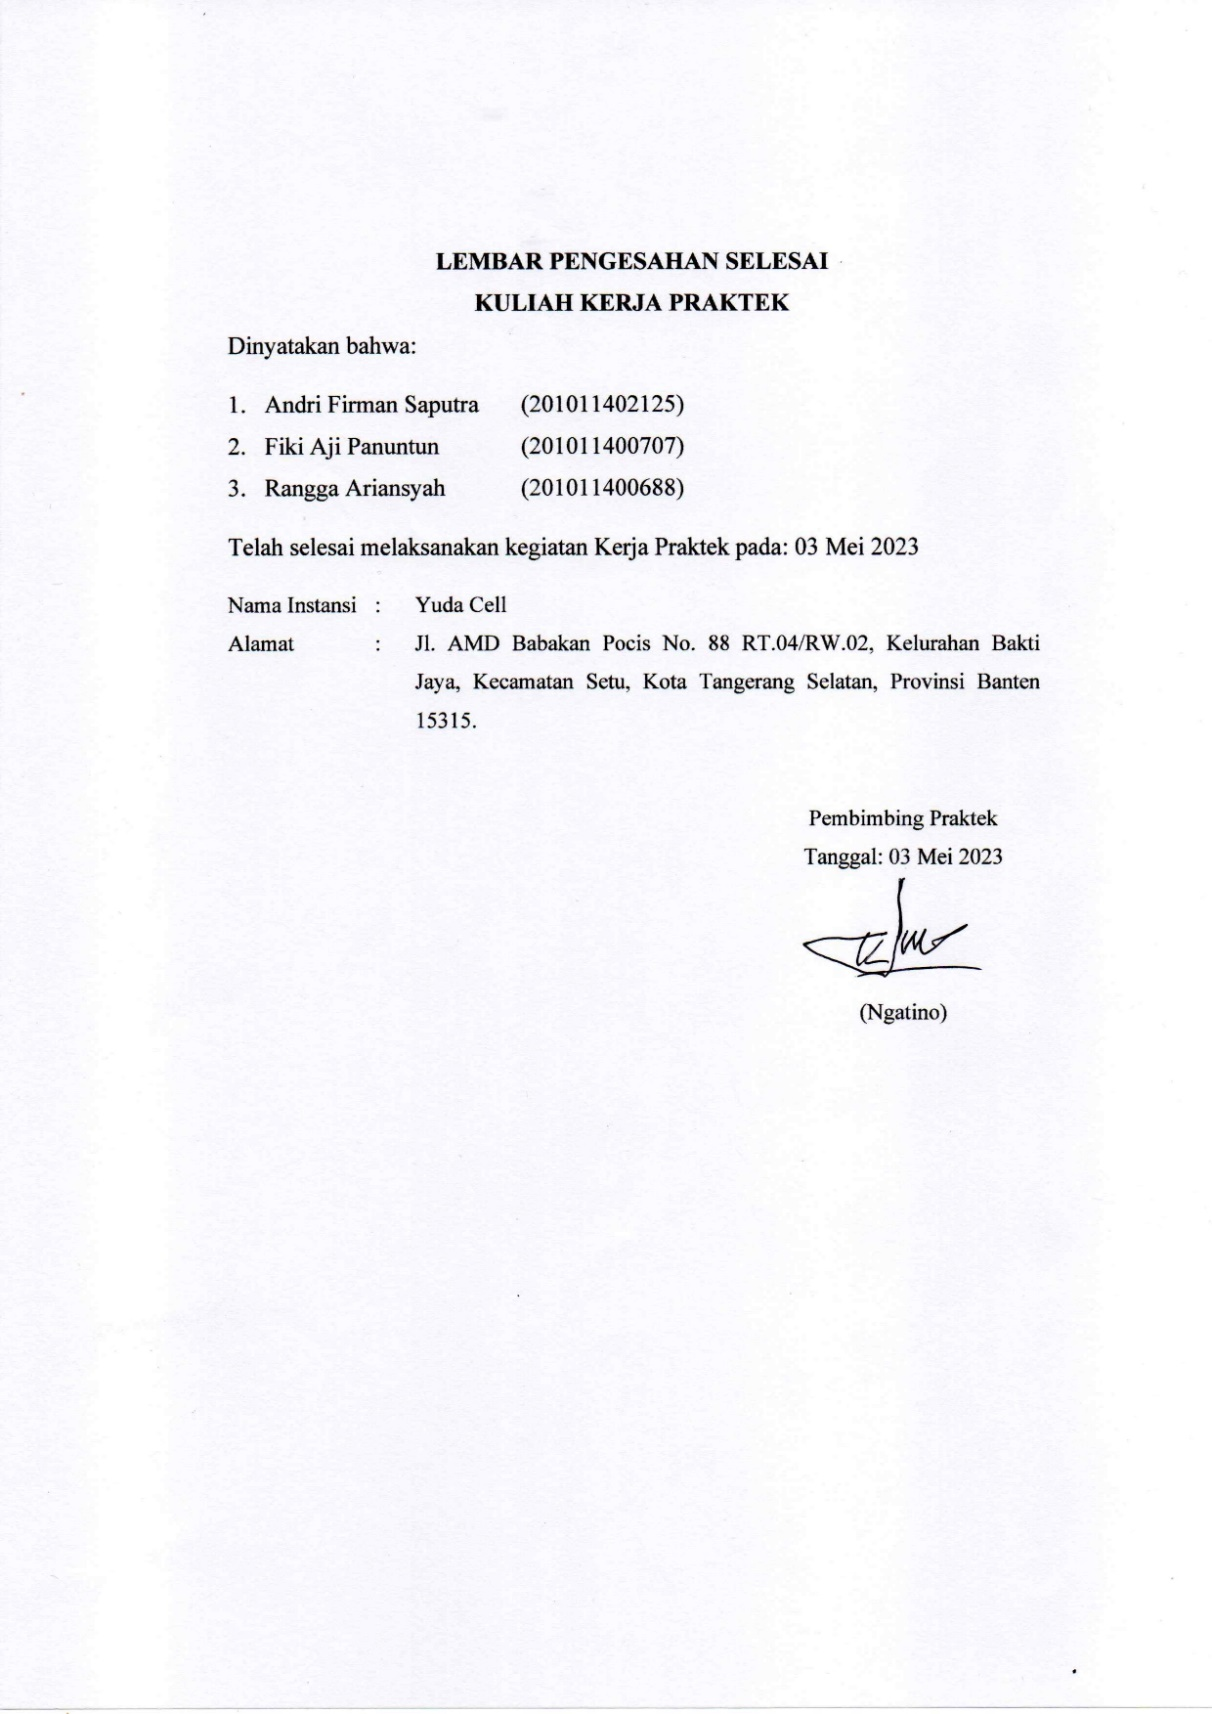 LEMBAR PENGESAHAN SELESAI
KULIAH KERJA PRAKTEK
Dinyatakan bahwa:
1. Andri Firman Saputra (201011402125)
2. Fiki Aji Panuntun (201011400707)
3. Rangga Ariansyah (201011400688)
Telah selesai melaksanakan kegiatan Kerja Praktek pada: 03 Mei 2023
Nama Instansi : Yuda Cell
Alamat : Jl. AMD Babakan Pocis No. 88 RT.04/RW.02, Kelurahan Bakti
Jaya, Kecamatan Setu, Kota Tangerang Selatan, Provinsi Banten
15315.
Pembimbing Praktek
Tanggal: 03 Mei 2023
(Ngatino)